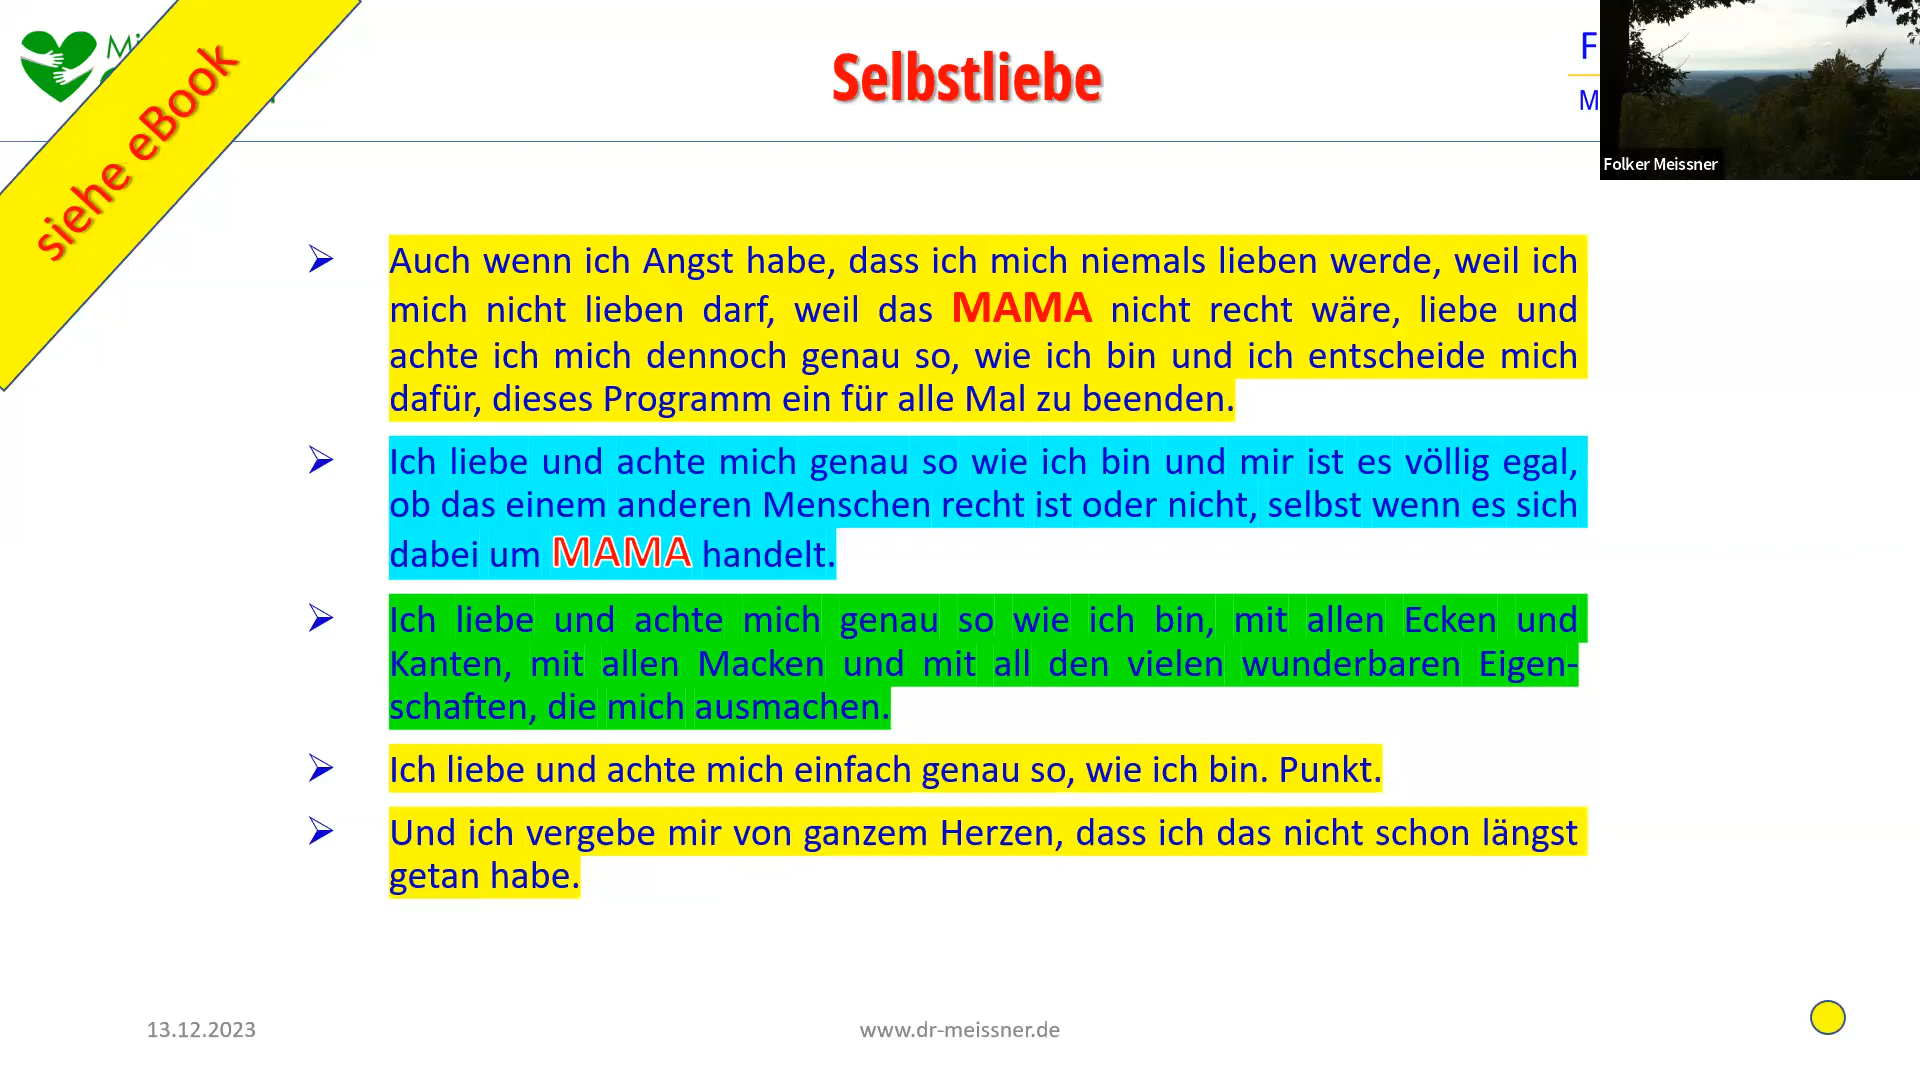 siehe eBook
Selbstliebe
Folker Meissner
Auch wenn ich Angst habe, dass ich mich niemals lieben werde, weil ich
mich nicht lieben darf, weil das MAMA nicht recht wäre, liebe und
achte ich mich dennoch genau so, wie ich bin und ich entscheide mich
dafür, dieses Programm ein für alle Mal zu beenden.
Ich liebe und achte mich genau so wie ich bin und mir ist es völlig egal,
ob das einem anderen Menschen recht ist oder nicht, selbst wenn es sich
dabei um MAMA handelt.
Ich liebe und achte mich genau so wie ich bin, mit allen Ecken und
Kanten, mit allen Macken und mit all den vielen wunderbaren Eigen-
schaften, die mich ausmachen.
Ich liebe und achte mich einfach genau so, wie ich bin. Punkt.
Und ich vergebe mir von ganzem Herzen, dass ich das nicht schon längst
getan habe.
13.12.2023
www.dr-meissner.de